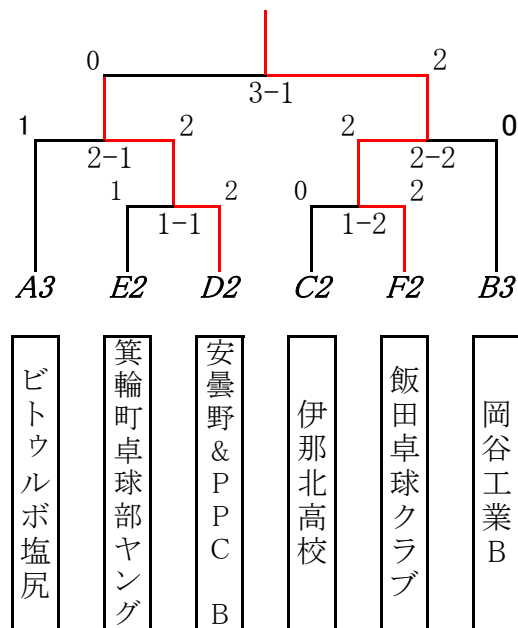 0 2
3-1
1 2 2 0
2-1 2-2
1 2 0 2
1-1 1-2
A3 E2 D2 C2 F2 B3
ビトゥルボ塩尻
箕輪町卓球部ヤング
安曇野&PPC B
伊那北高校
飯田卓球クラブ
岡谷工業B